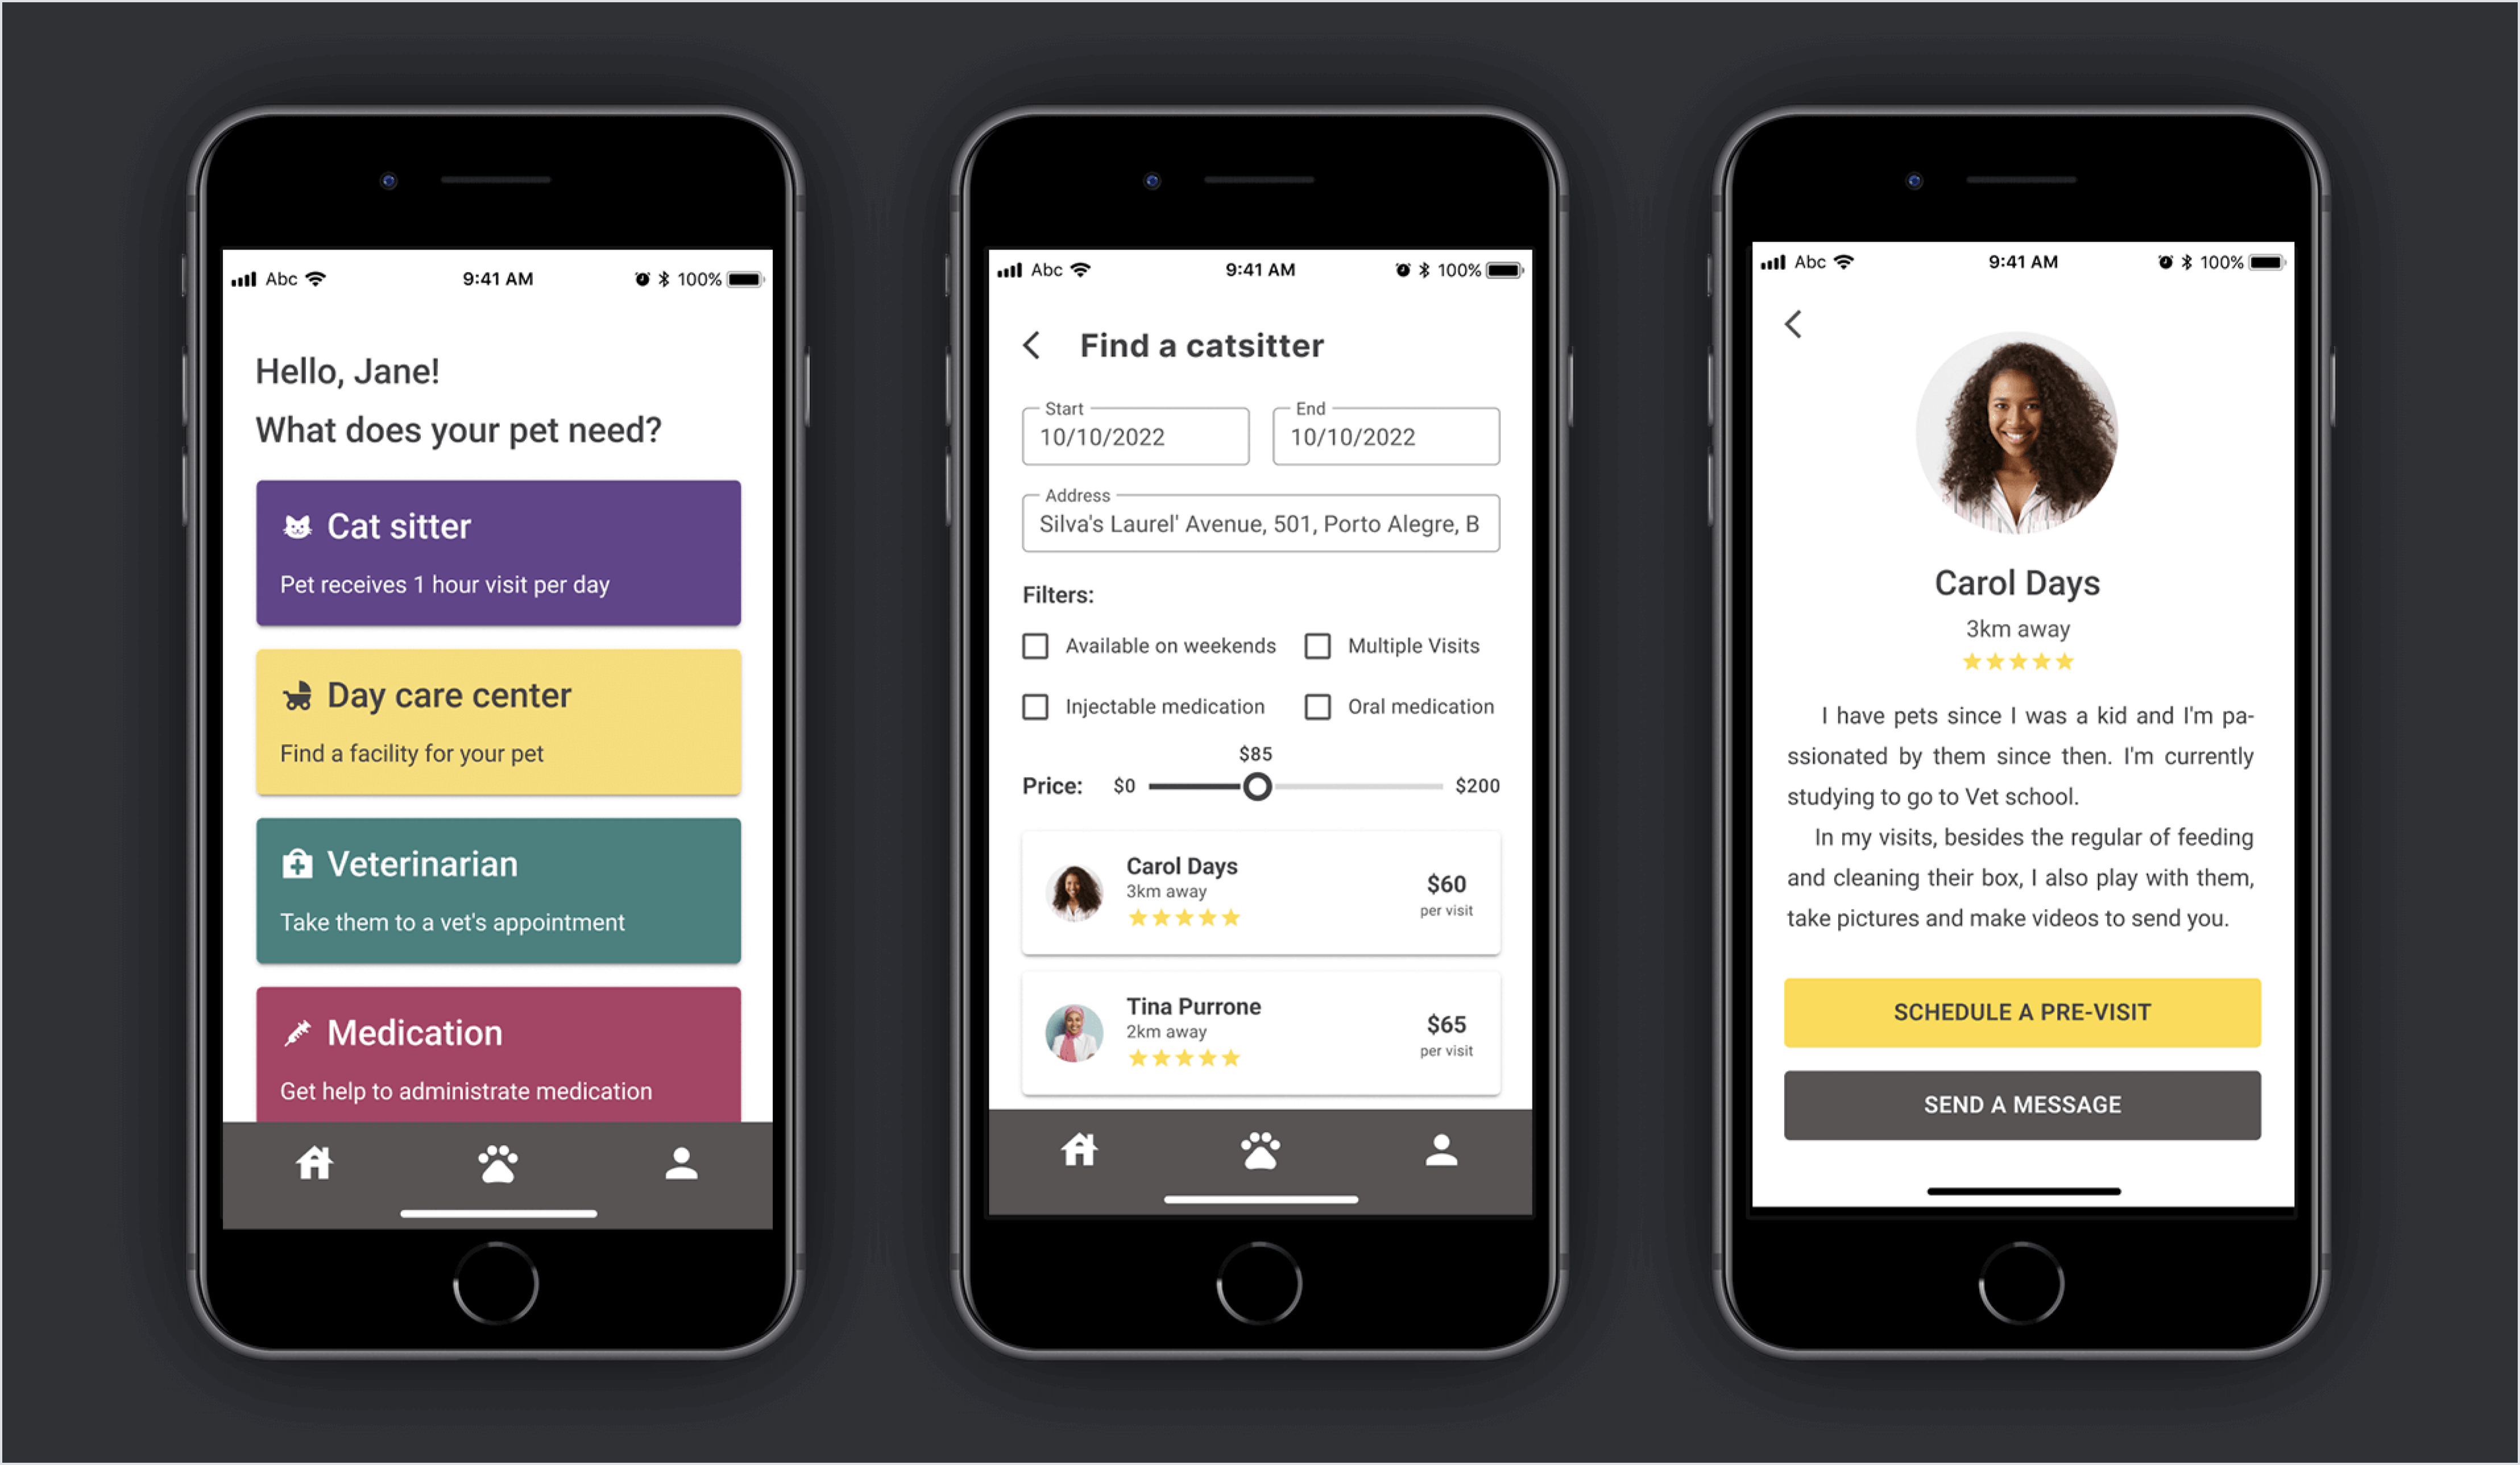 Abc 9:41 AM 100%
Hello, Jane!
What does your pet need?
Cat sitter
Pet receives 1 hour visit per day
Day care center
Find a facility for your pet
Veterinarian
Take them to a vet's appointment
Medication
Get help to administrate medication
Abc 9:41 AM 100%
Find a catsitter
Start End
10/10/2022 10/10/2022
Address
Silva's Laurel' Avenue, 501, Porto Alegre, B
Filters:
Available on weekends Multiple Visits
Injectable medication Oral medication
$85
Price: $0 $200
Carol Days
3km away
$60
per visit
Tina Purrone
2km away
$65
per visit
Abc 9:41 AM 100%
Carol Days
3km away
I have pets since I was a kid and I'm pa-
ssionated by them since then. I'm currently
studying to go to Vet school.
In my visits, besides the regular of feeding
and cleaning their box, I also play with them,
take pictures and make videos to send you.
SCHEDULE A PRE-VISIT
SEND A MESSAGE